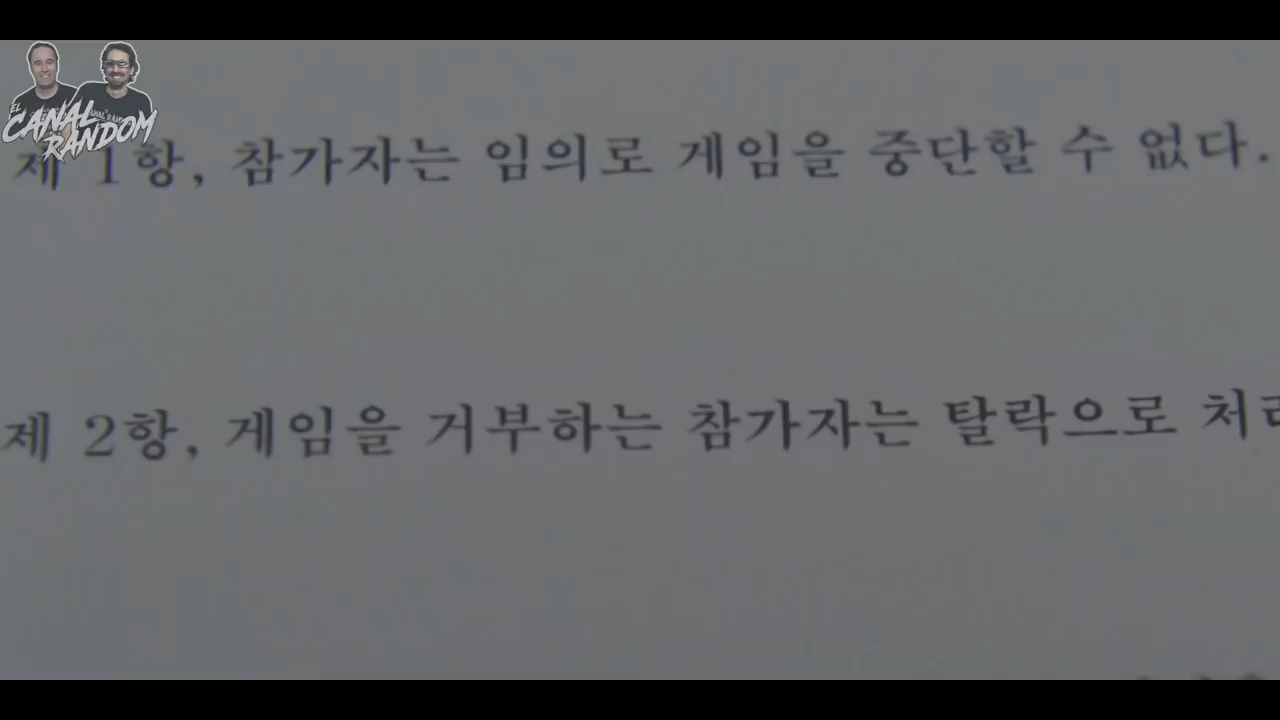 EL
CANAL
RANDOM
제 1항, 참가자는 임의로 게임을 중단할 수 없다.
제 2항, 게임을 거부하는 참가자는 탈락으로